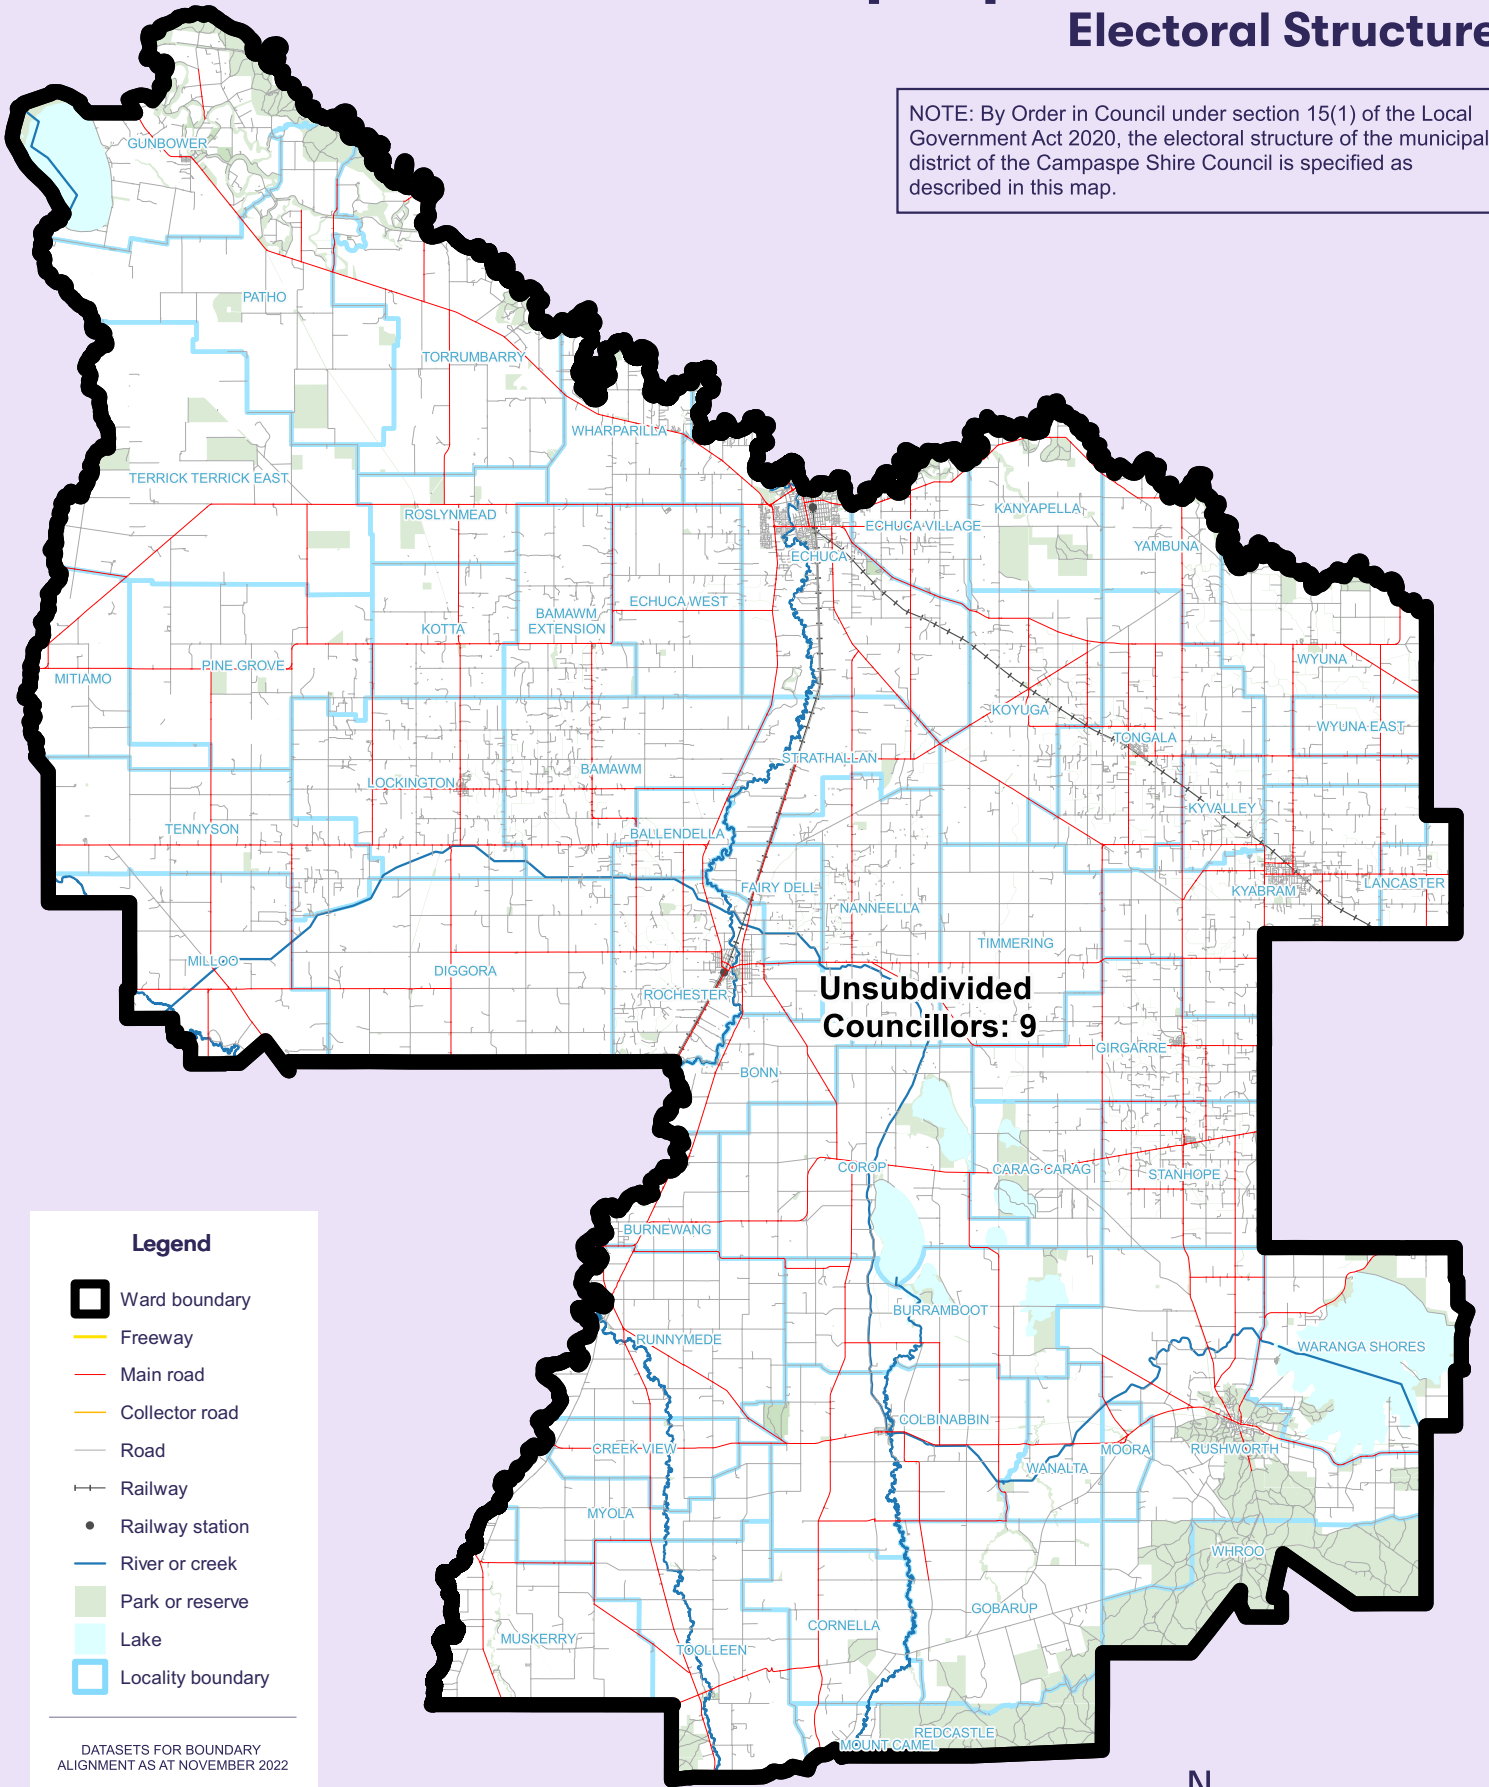 Electoral Structure
NOTE: By Order in Council under section 15(1) of the Local
Government Act 2020, the electoral structure of the municipal
district of the Campaspe Shire Council is specified as
described in this map.
GUNBOWER
PATHO
TORRUMBARRY
WHARPARILLA
TERRICK TERRICK EAST
ROSLYNMEAD
KANYAPELLA
ECHUCA VILLAGE
YAMBUNA
ECHUCA
ECHUCA WEST
BAMAWM
EXTENSION
KOTTA
PINE GROVE
MITIAMO
WYUNA
KOYUGA
WYUNA EAST
TONGALA
STRATHALLAN
BAMAWM
LOCKINGTON
KYVALLEY
TENNYSON
BALLENDELLA
FAIRY DELL
KYABRAM
LANCASTER
NANNEELLA
TIMMERING
MILLOO
DIGGORA
ROCHESTER
Unsubdivided
Councillors: 9
GIRGARRE
BONN
COROP
CARAG CARAG
STANHOPE
BURNEWANG
BURRAMBOOT
RUNNYMEDE
WARANGA SHORES
COLBINABBIN
CREEK VIEW
MOORA
RUSHWORTH
WANALTA
MYOLA
WHROO
GOBARUP
CORNELLA
MUSKERRY
TOOLLEEN
REDCASTLE
MOUNT CAMEL
Legend
Ward boundary
Freeway
Main road
Collector road
Road
Railway
Railway station
River or creek
Park or reserve
Lake
Locality boundary
DATASETS FOR BOUNDARY
ALIGNMENT AS AT NOVEMBER 2022
N